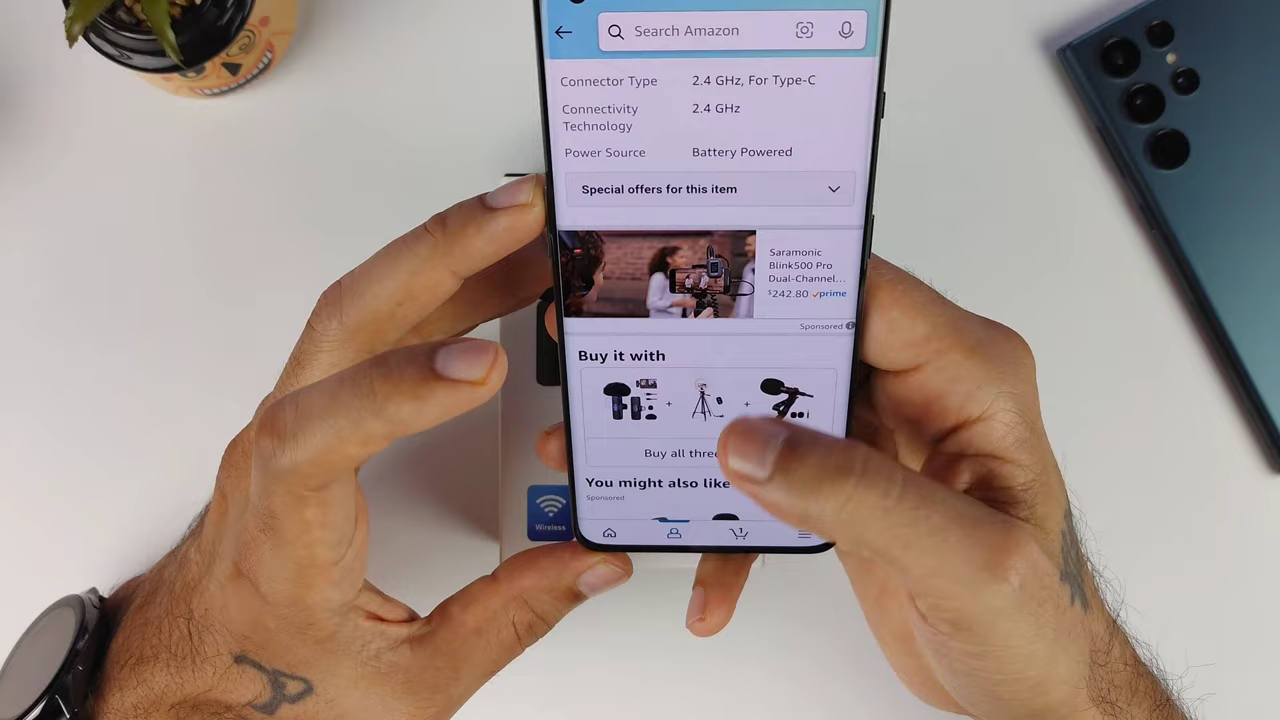 Search Amazon
Connector Type 2.4 GHz, For Type-C
Connectivity Technology 2.4 GHz
Power Source Battery Powered
Special offers for this item
Saramonic
Blink500 Pro
Dual-Channel...
$242.80 prime
Sponsored
Buy it with
+ +
Buy all three
You might also like
Sponsored
1
Wireless